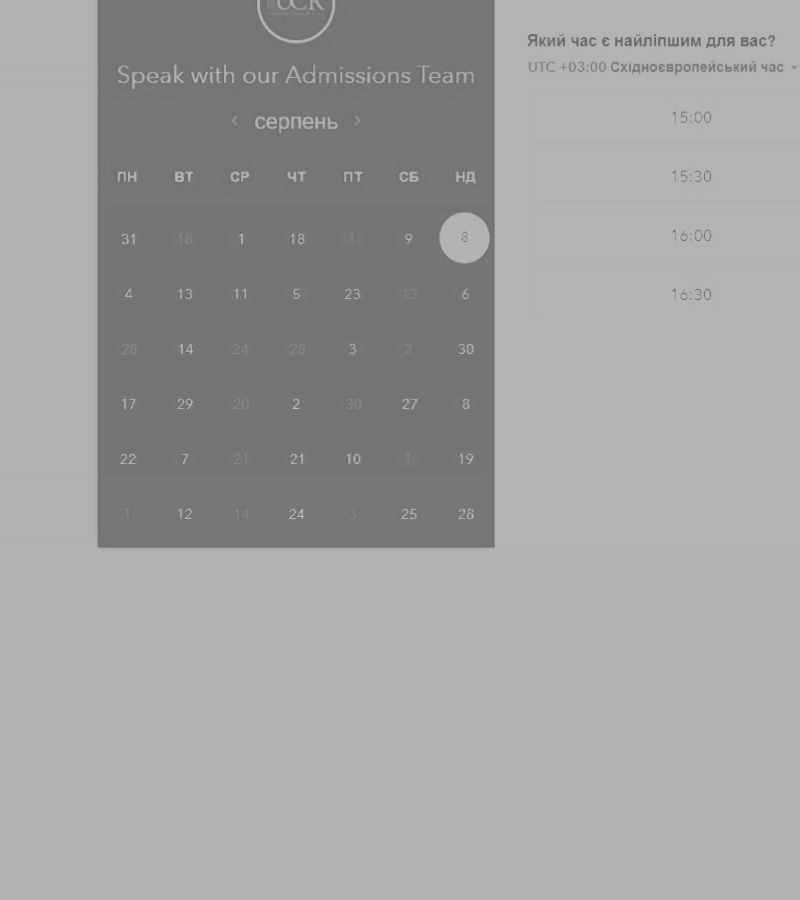 UCR
Speak with our Admissions Team
‹ серпень ›
ПН ВТ СР ЧТ ПТ СБ НД
31 18 1 18 1 9 8
4 13 11 5 23 13 6
28 14 24 28 3 2 30
17 29 20 2 30 27 8
22 7 21 21 10 1 19
1 12 14 24 3 25 28
Який час є найліпшим для вас?
UTC +03:00 Східноєвропейський час
15:00
15:30
16:00
16:30